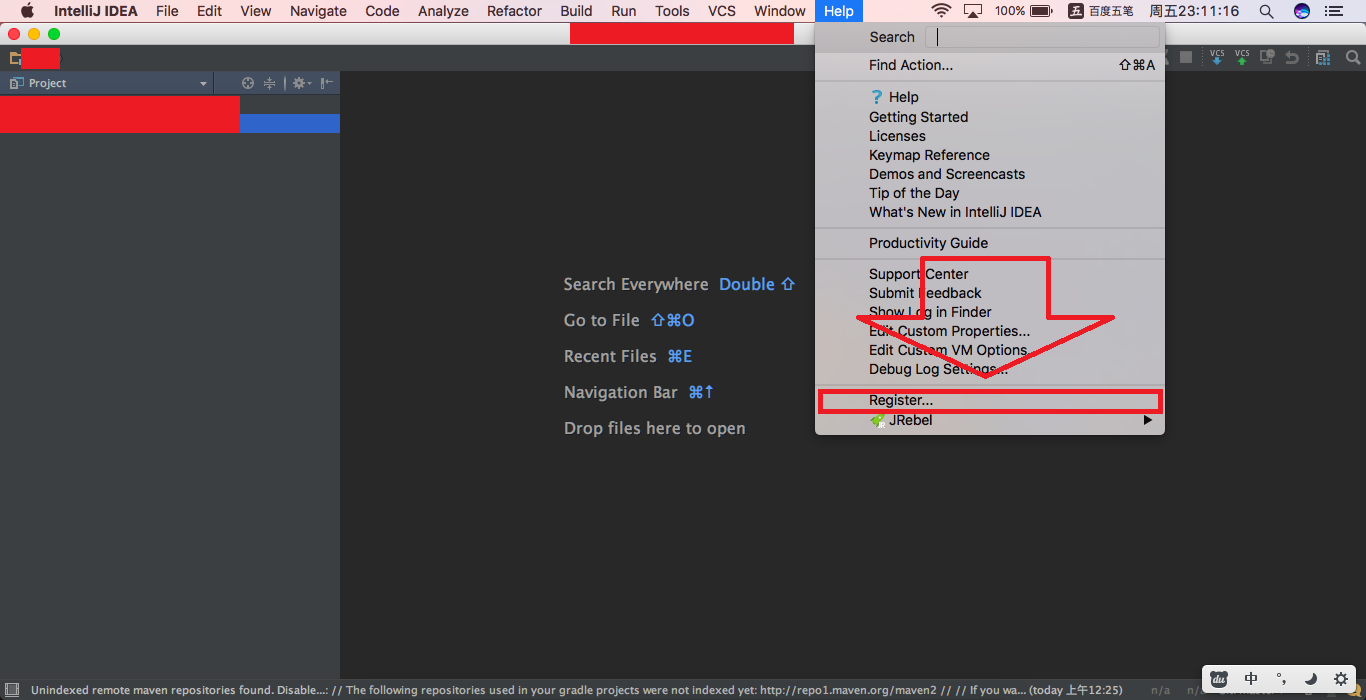 IntelliJ IDEA File Edit View Navigate Code Analyze Refactor Build Run Tools VCS Window Help 100% 五 百度五笔 周五23:11:16
Search
VCS VCS
Find Action... ⇧⌘A
Project
? Help
Getting Started
Licenses
Keymap Reference
Demos and Screencasts
Tip of the Day
What's New in IntelliJ IDEA
Productivity Guide
Support Center
Submit Feedback
Show Log in Finder
Edit Custom Properties...
Edit Custom VM Options...
Debug Log Settings...
Register...
JRebel
Search Everywhere Double ⇧
Go to File ⇧⌘O
Recent Files ⌘E
Navigation Bar ⌘↑
Drop files here to open
Unindexed remote maven repositories found. Disable...: // The following repositories used in your gradle projects were not indexed yet: http://repo1.maven.org/maven2 // // If you wa... (today 上午12:25) n/a
du 中 °,